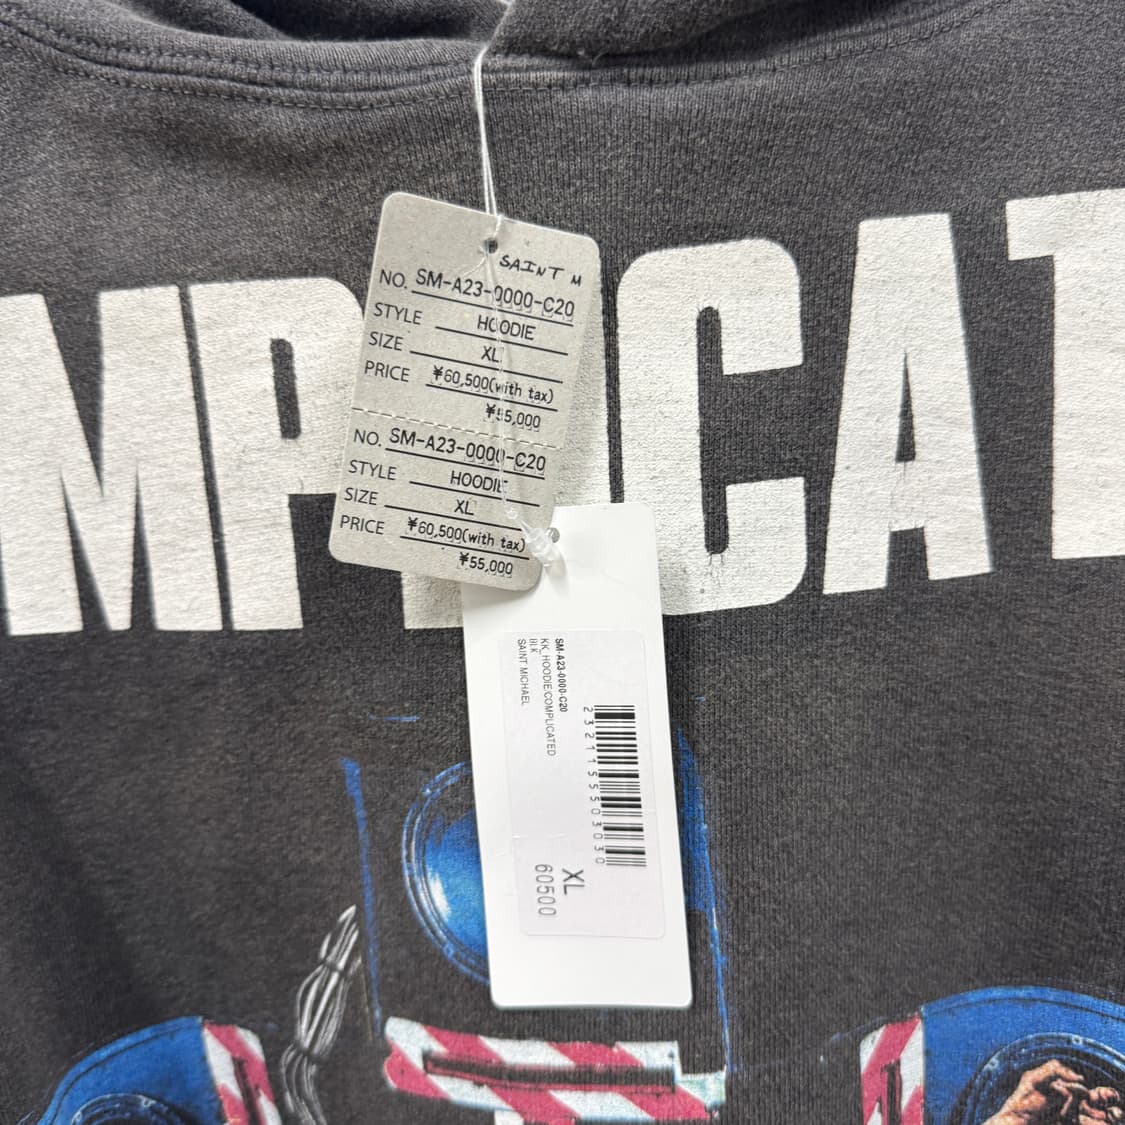 MPLICAT
SAINT M
NO. SM-A23-0000-C20
STYLE HOODIE
SIZE XL
PRICE ¥60,500(with tax)
¥55,000
NO. SM-A23-0000-C20
STYLE HOODIE
SIZE XL
PRICE ¥60,500(with tax)
¥55,000
SM-A23-0000-C20
KK_HOODIE/COMPLICATED
BLK
SAINT MICHAEL
2321155503030
XL
60500